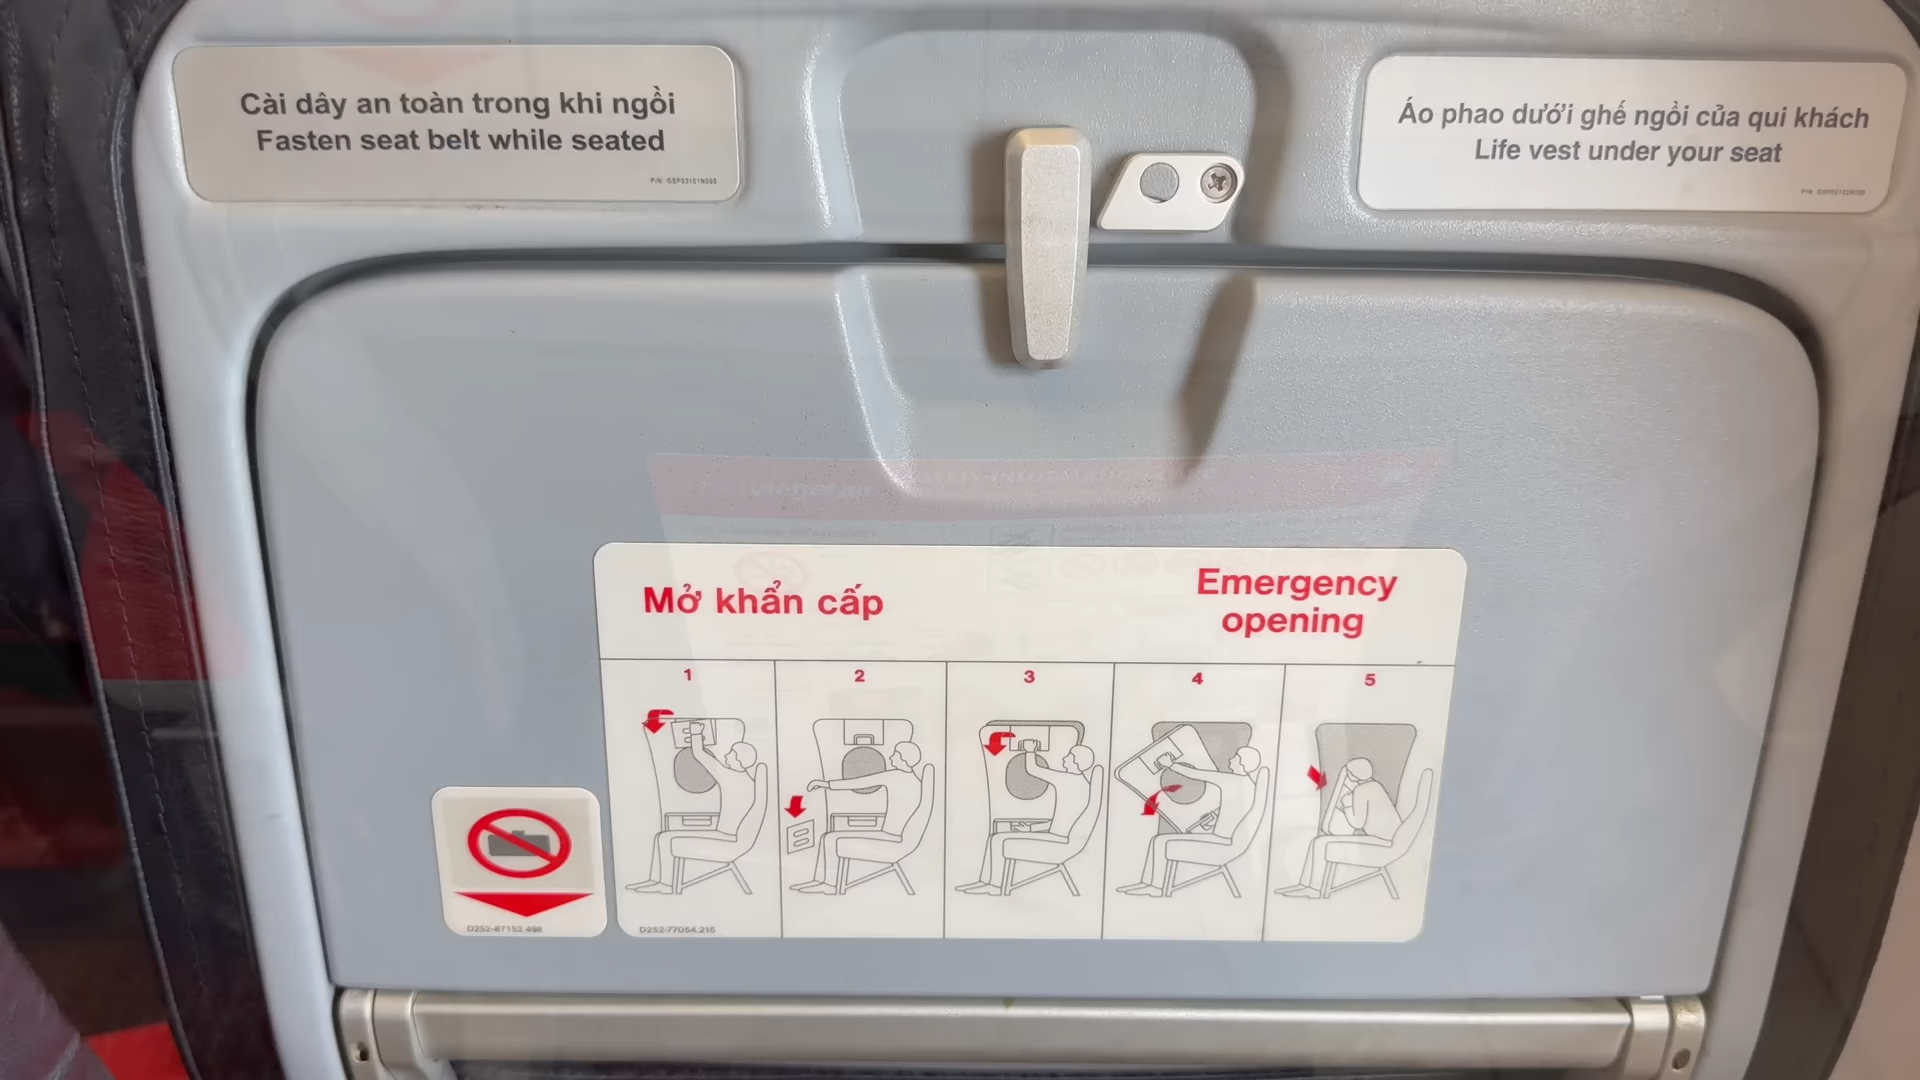 Cài dây an toàn trong khi ngồi
Fasten seat belt while seated
Áo phao dưới ghế ngồi của quí khách
Life vest under your seat
Mở khẩn cấp
Emergency
opening
1
2
3
4
5
D252-67153.498
D252-77054.215